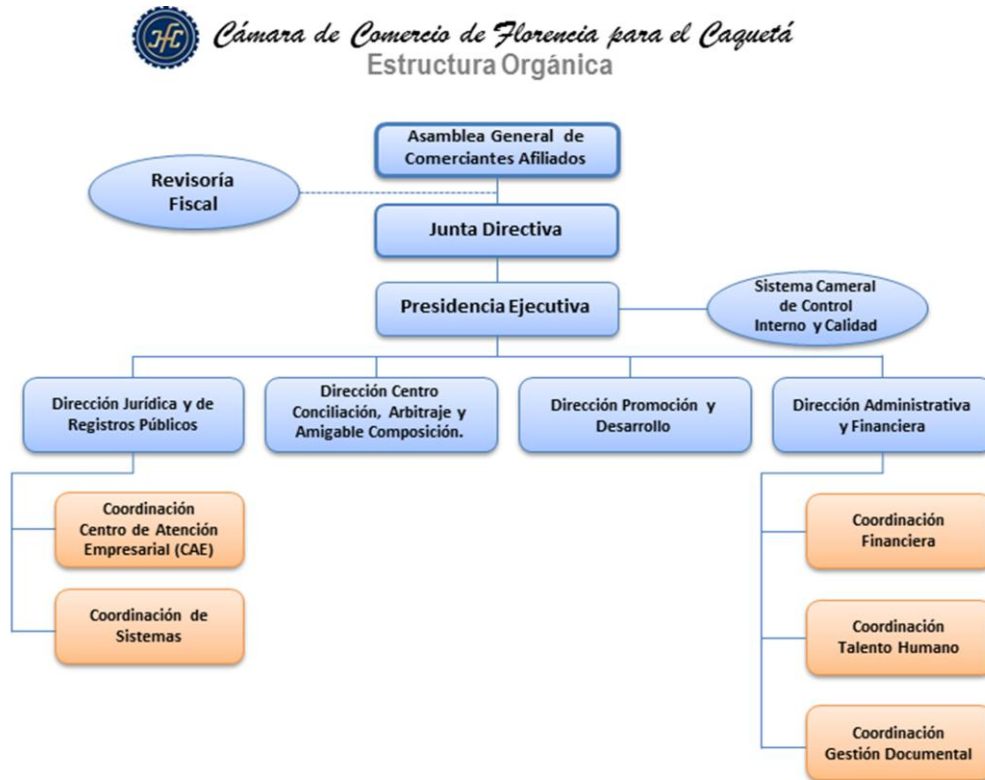 Cámara de Comercio de Florencia para el Caquetá
Estructura Orgánica
Asamblea General de
Comerciantes Afiliados
Revisoría
Fiscal
Junta Directiva
Presidencia Ejecutiva
Sistema Cameral
de Control
Interno y Calidad
Dirección Jurídica y de
Registros Públicos
Dirección Centro
Conciliación, Arbitraje y
Amigable Composición.
Dirección Promoción y
Desarrollo
Dirección Administrativa
y Financiera
Coordinación
Centro de Atención
Empresarial (CAE)
Coordinación de
Sistemas
Coordinación
Financiera
Coordinación
Talento Humano
Coordinación
Gestión Documental